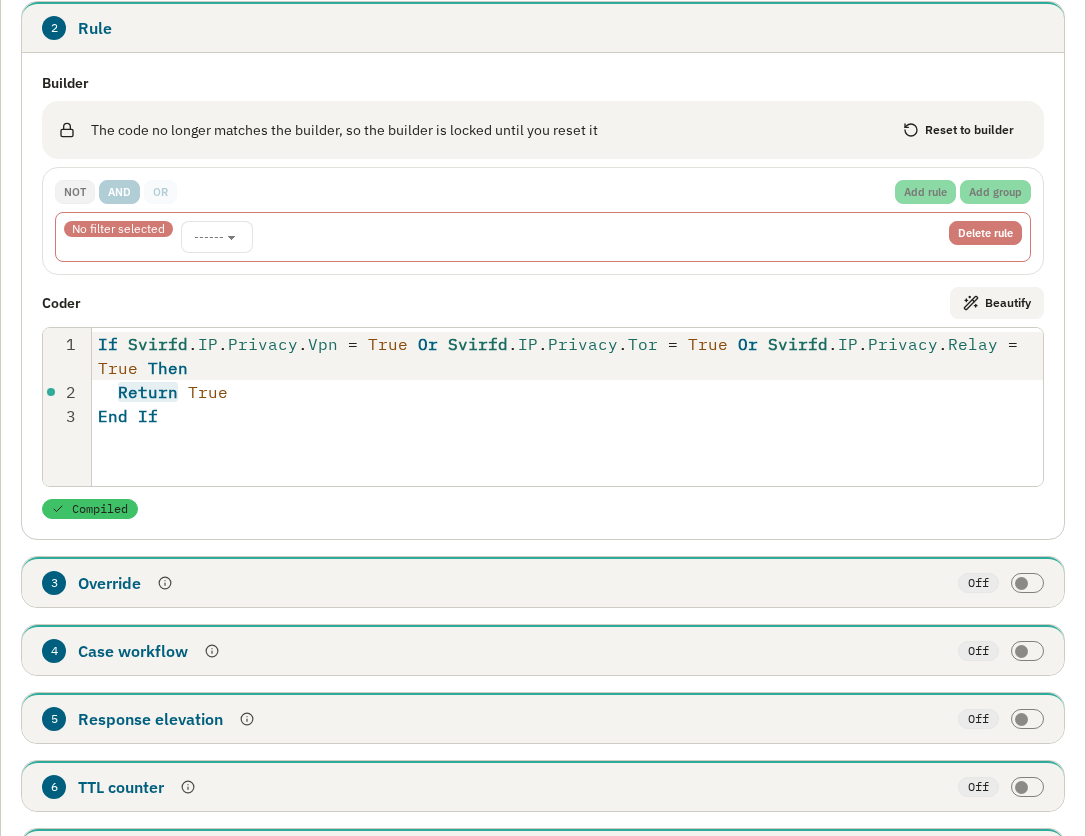 2 Rule
Builder
The code no longer matches the builder, so the builder is locked until you reset it Reset to builder
NOT AND OR Add rule Add group
No filter selected ------ Delete rule
Coder Beautify
1 If Svirfd.IP.Privacy.Vpn = True Or Svirfd.IP.Privacy.Tor = True Or Svirfd.IP.Privacy.Relay =
True Then
2 Return True
3 End If
Compiled
3 Override Off
4 Case workflow Off
5 Response elevation Off
6 TTL counter Off